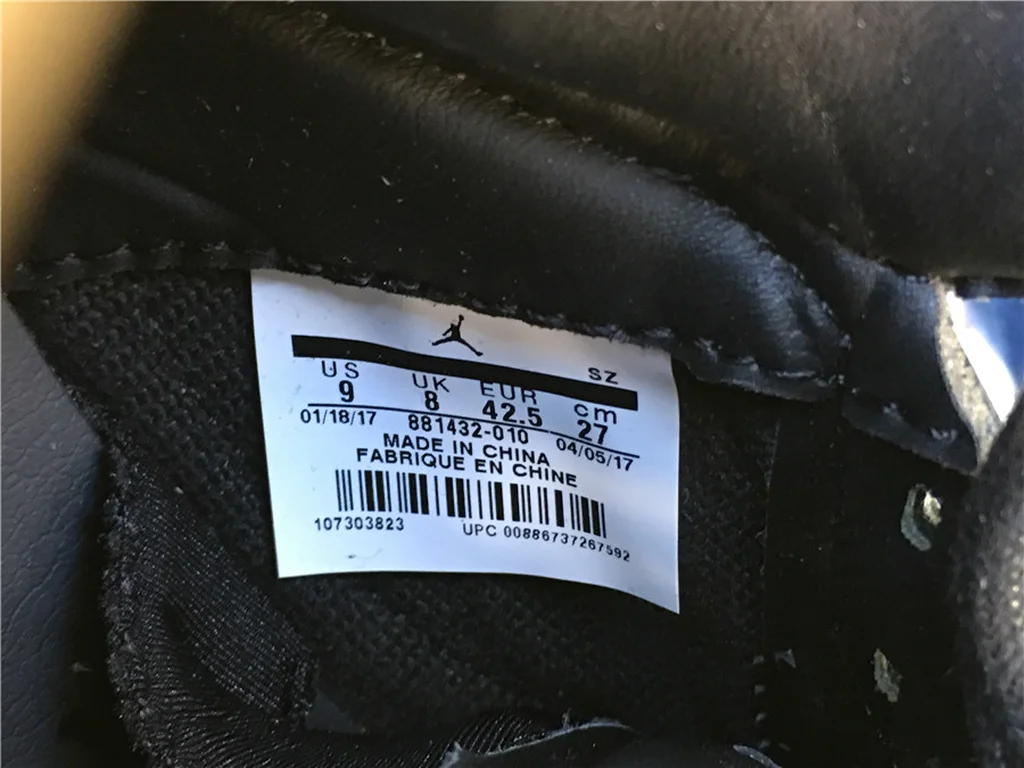 SZ
US UK EUR cm
9 8 42.5 27
01/18/17 881432-010 04/05/17
MADE IN CHINA
FABRIQUE EN CHINE
107303823 UPC 00886737267592